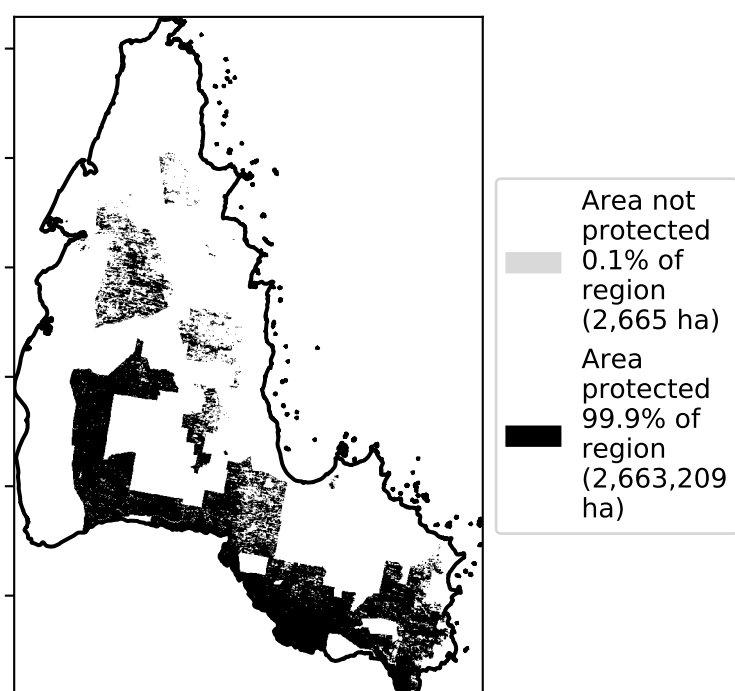 Area not
protected
0.1% of
region
(2,665 ha)
Area
protected
99.9% of
region
(2,663,209
ha)